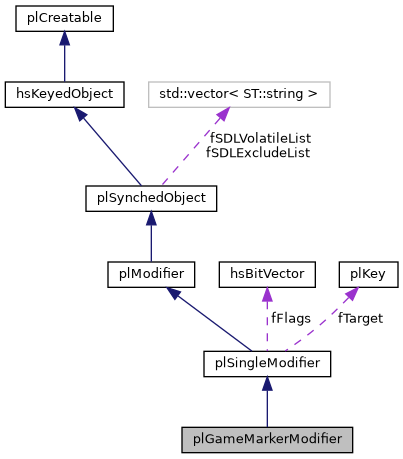 plCreatable
hsKeyedObject
std::vector< ST::string >
fSDLVolatileList
fSDLExcludeList
plSynchedObject
plModifier
hsBitVector
plKey
fFlags
fTarget
plSingleModifier
plGameMarkerModifier